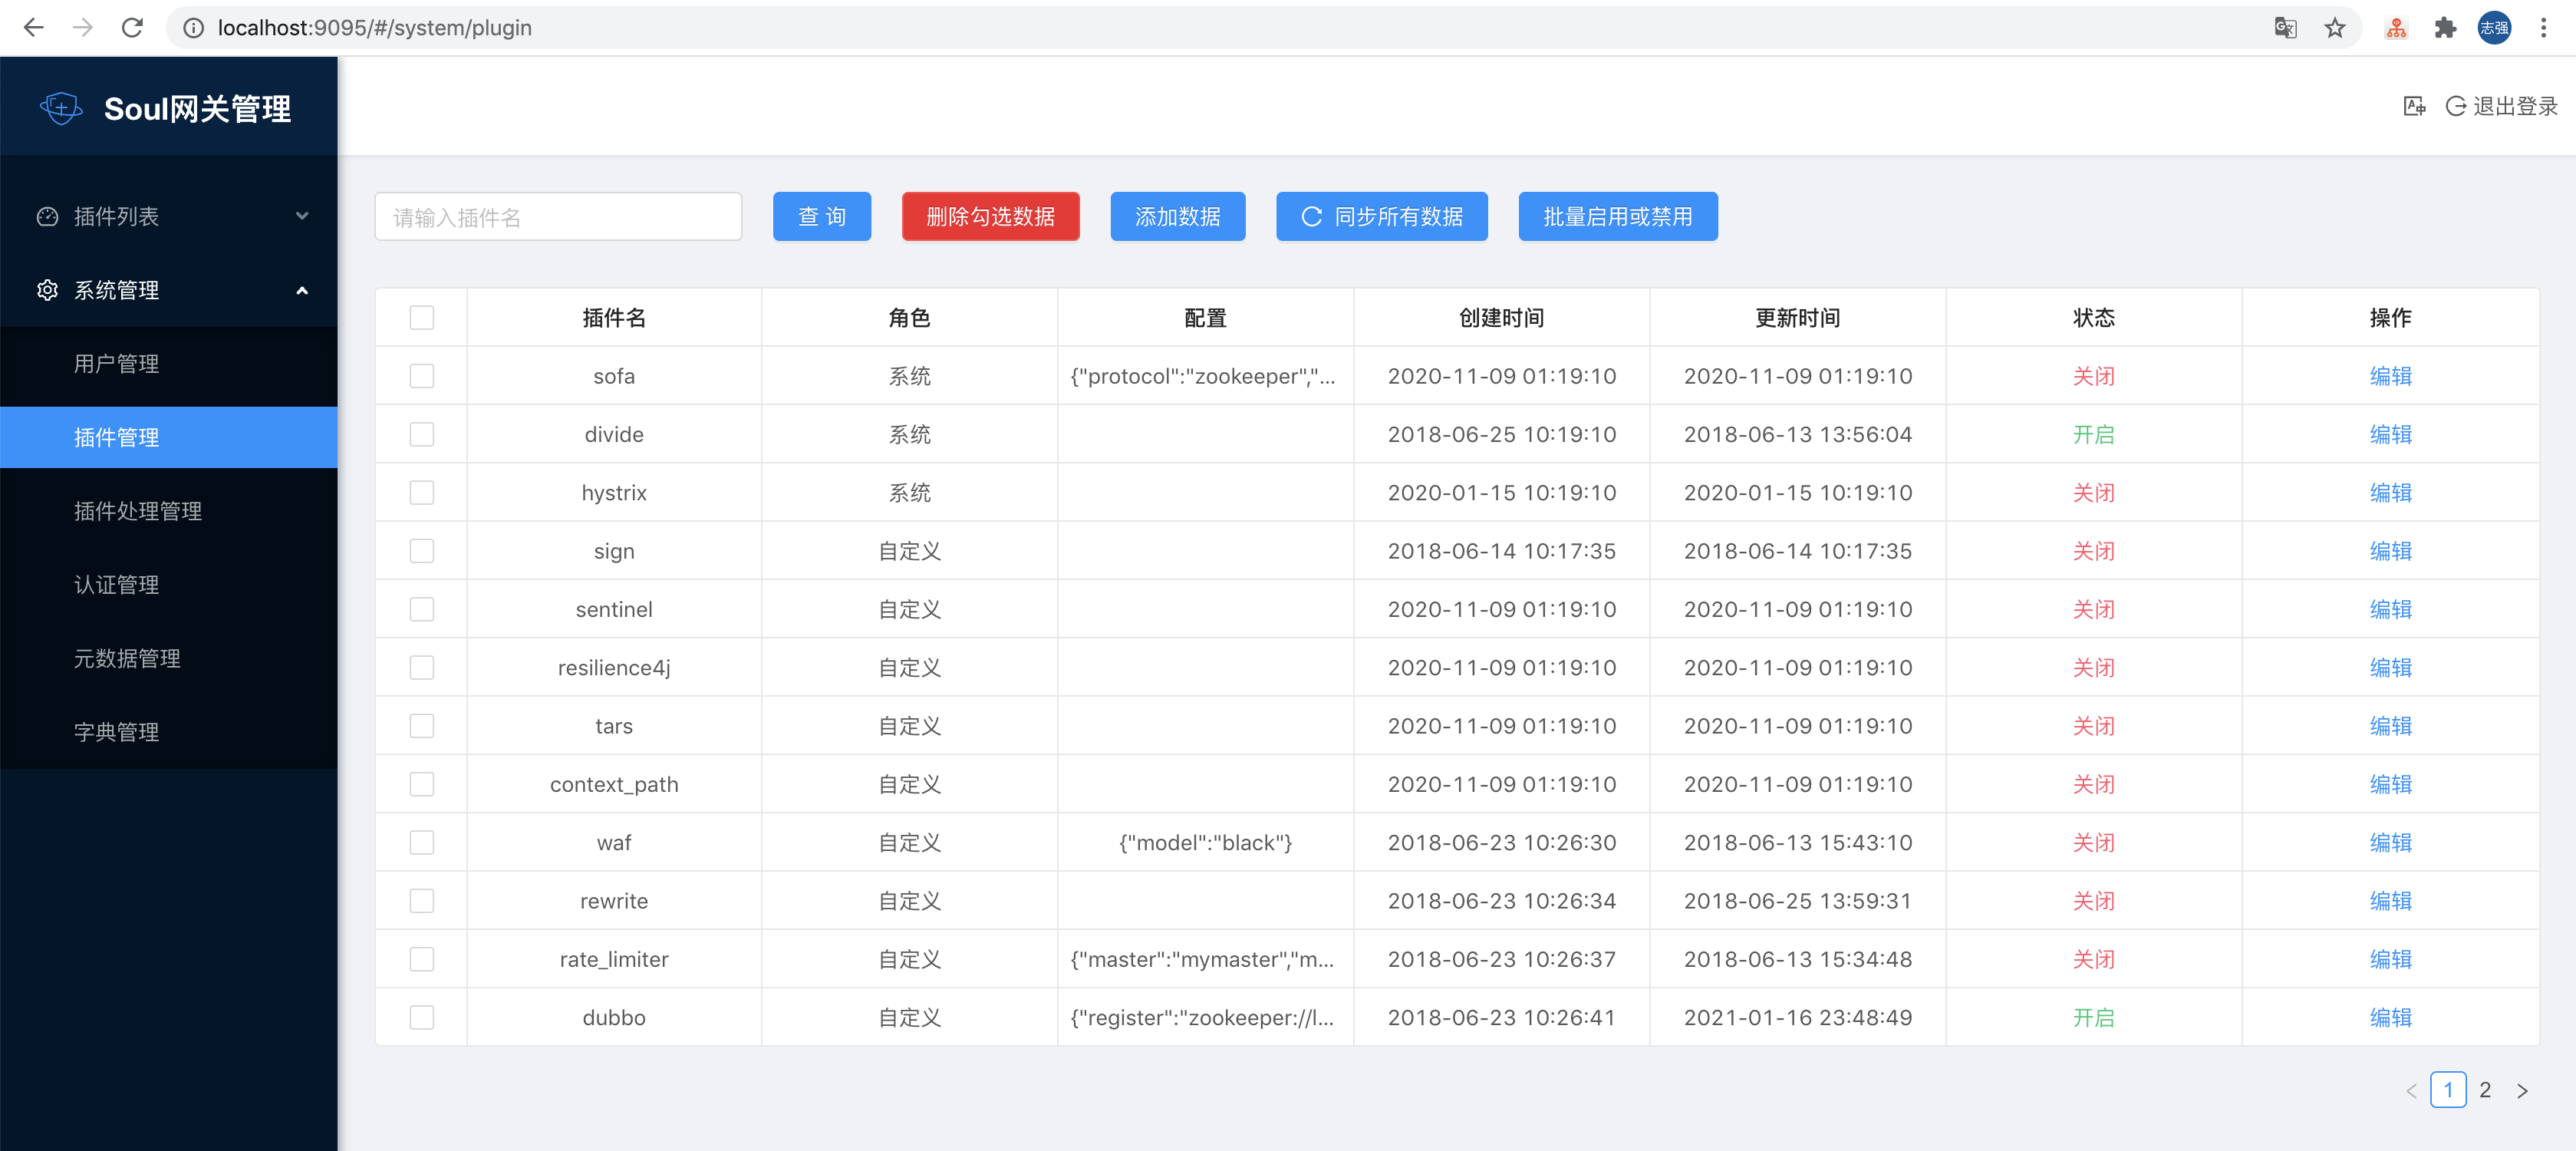 localhost:9095/#/system/plugin
志强
Soul网关管理
退出登录
插件列表
系统管理
用户管理
插件管理
插件处理管理
认证管理
元数据管理
字典管理
请输入插件名 查 询 删除勾选数据 添加数据 同步所有数据 批量启用或禁用
插件名 角色 配置 创建时间 更新时间 状态 操作
sofa 系统 {"protocol":"zookeeper","... 2020-11-09 01:19:10 2020-11-09 01:19:10 关闭 编辑
divide 系统 2018-06-25 10:19:10 2018-06-13 13:56:04 开启 编辑
hystrix 系统 2020-01-15 10:19:10 2020-01-15 10:19:10 关闭 编辑
sign 自定义 2018-06-14 10:17:35 2018-06-14 10:17:35 关闭 编辑
sentinel 自定义 2020-11-09 01:19:10 2020-11-09 01:19:10 关闭 编辑
resilience4j 自定义 2020-11-09 01:19:10 2020-11-09 01:19:10 关闭 编辑
tars 自定义 2020-11-09 01:19:10 2020-11-09 01:19:10 关闭 编辑
context_path 自定义 2020-11-09 01:19:10 2020-11-09 01:19:10 关闭 编辑
waf 自定义 {"model":"black"} 2018-06-23 10:26:30 2018-06-13 15:43:10 关闭 编辑
rewrite 自定义 2018-06-23 10:26:34 2018-06-25 13:59:31 关闭 编辑
rate_limiter 自定义 {"master":"mymaster","m... 2018-06-23 10:26:37 2018-06-13 15:34:48 关闭 编辑
dubbo 自定义 {"register":"zookeeper://l... 2018-06-23 10:26:41 2021-01-16 23:48:49 开启 编辑
1 2